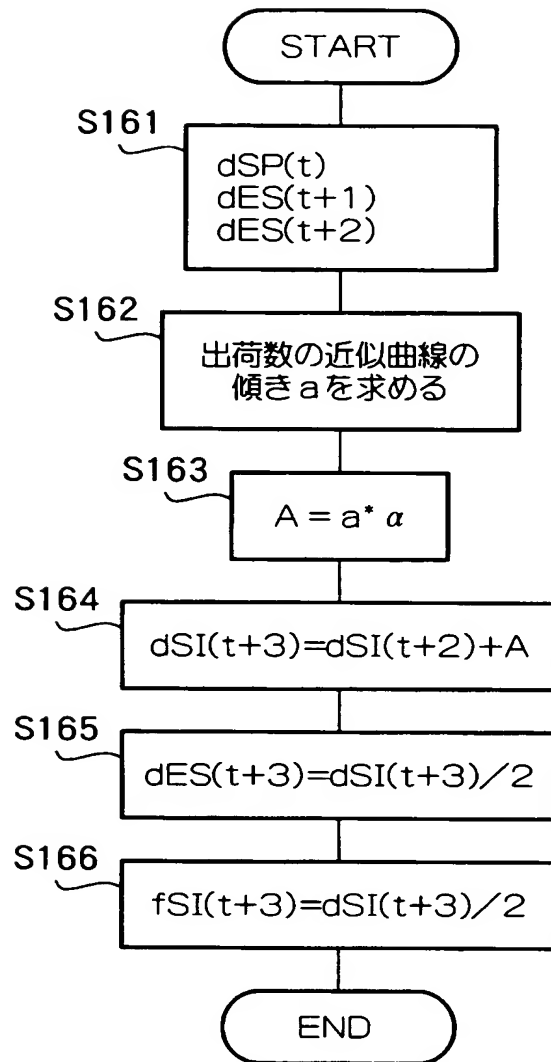 START
S161
dSP(t)
dES(t+1)
dES(t+2)
S162
出荷数の近似曲線の
傾きaを求める
S163
A=a* α
S164
dSI(t+3)=dSI(t+2)+A
S165
dES(t+3)=dSI(t+3)/2
S166
fSI(t+3)=dSI(t+3)/2
END